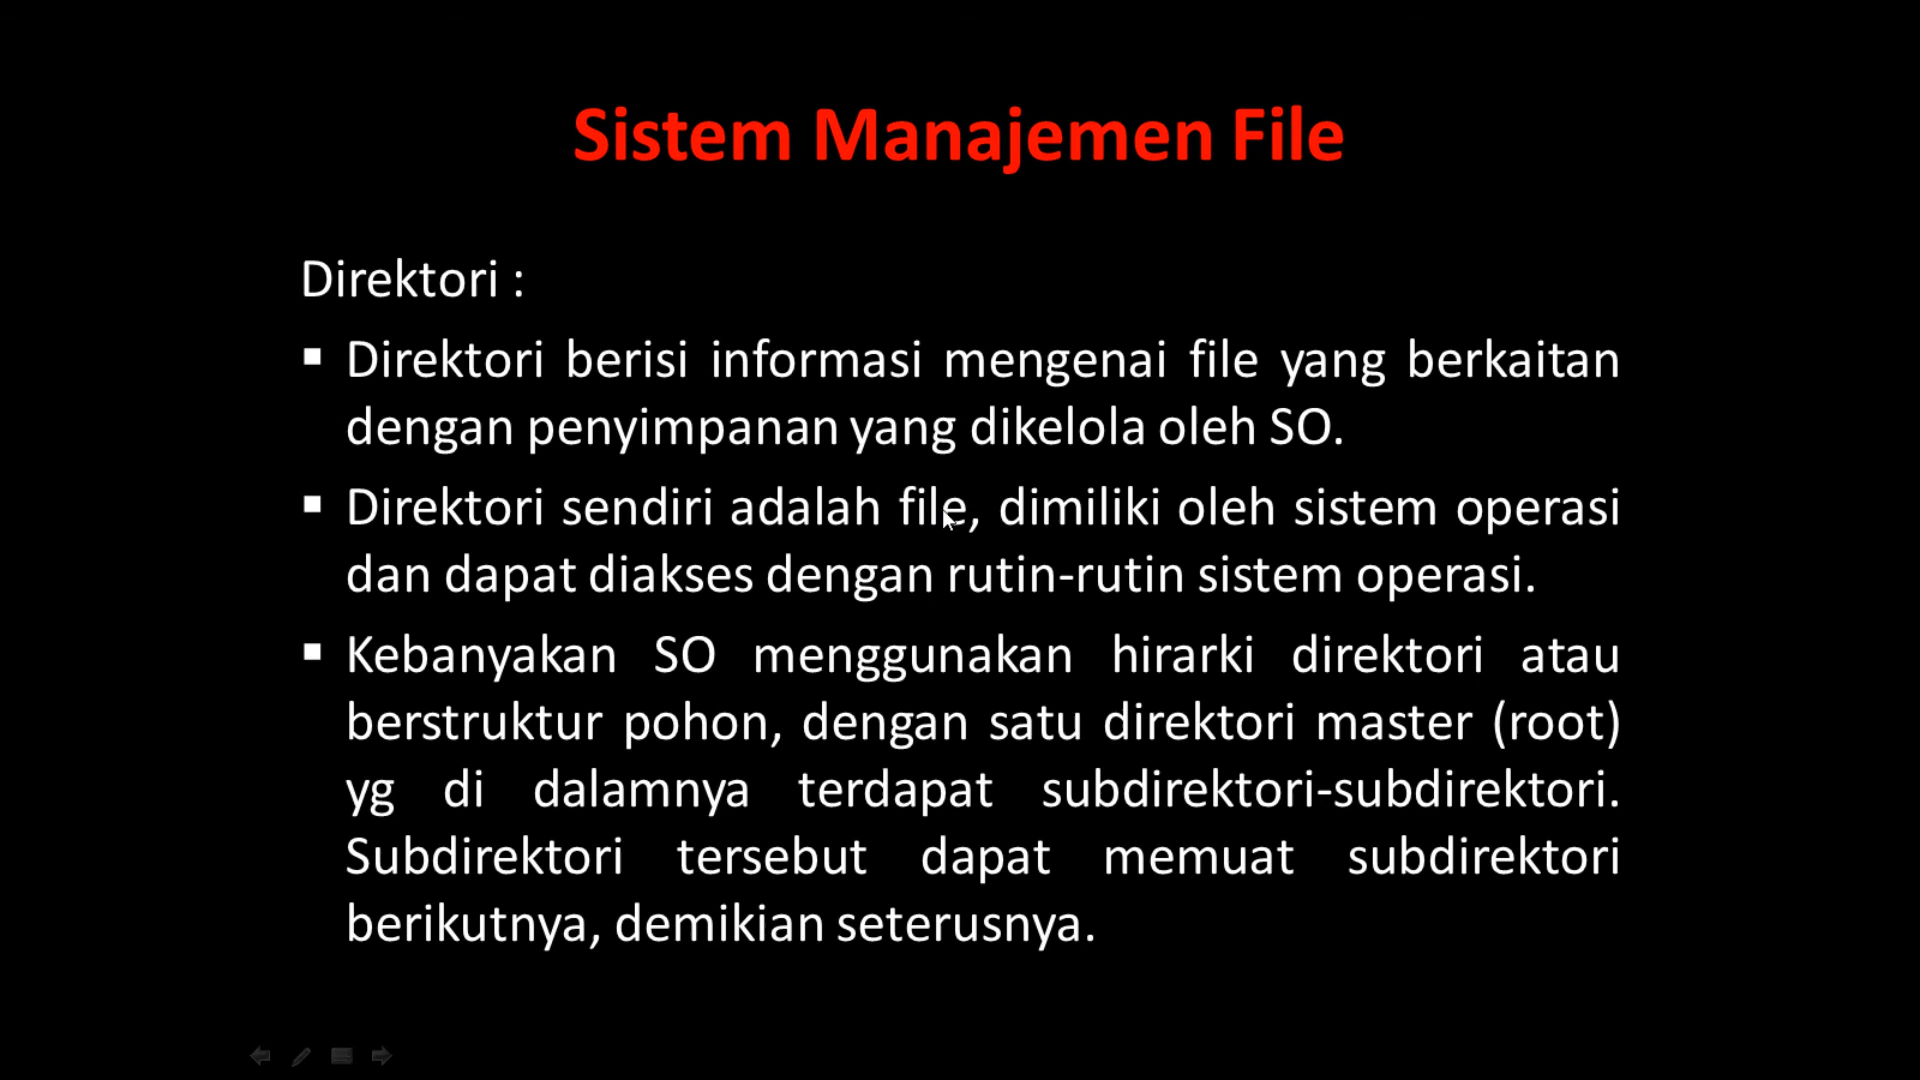 Sistem Manajemen File
Direktori :
▪ Direktori berisi informasi mengenai file yang berkaitan
dengan penyimpanan yang dikelola oleh SO.
▪ Direktori sendiri adalah file, dimiliki oleh sistem operasi
dan dapat diakses dengan rutin-rutin sistem operasi.
▪ Kebanyakan SO menggunakan hirarki direktori atau
berstruktur pohon, dengan satu direktori master (root)
yg di dalamnya terdapat subdirektori-subdirektori.
Subdirektori tersebut dapat memuat subdirektori
berikutnya, demikian seterusnya.